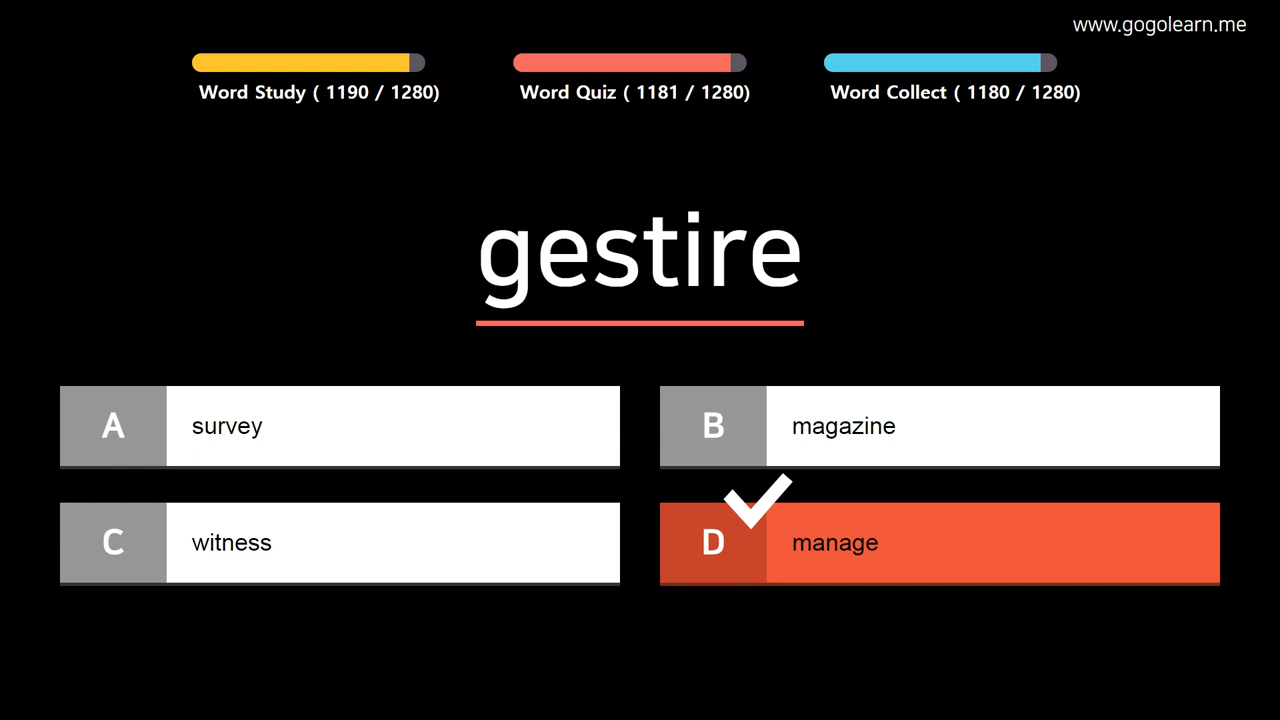 www.gogolearn.me
Word Study ( 1190 / 1280)
Word Quiz ( 1181 / 1280)
Word Collect ( 1180 / 1280)
gestire
A survey
B magazine
C witness
D manage